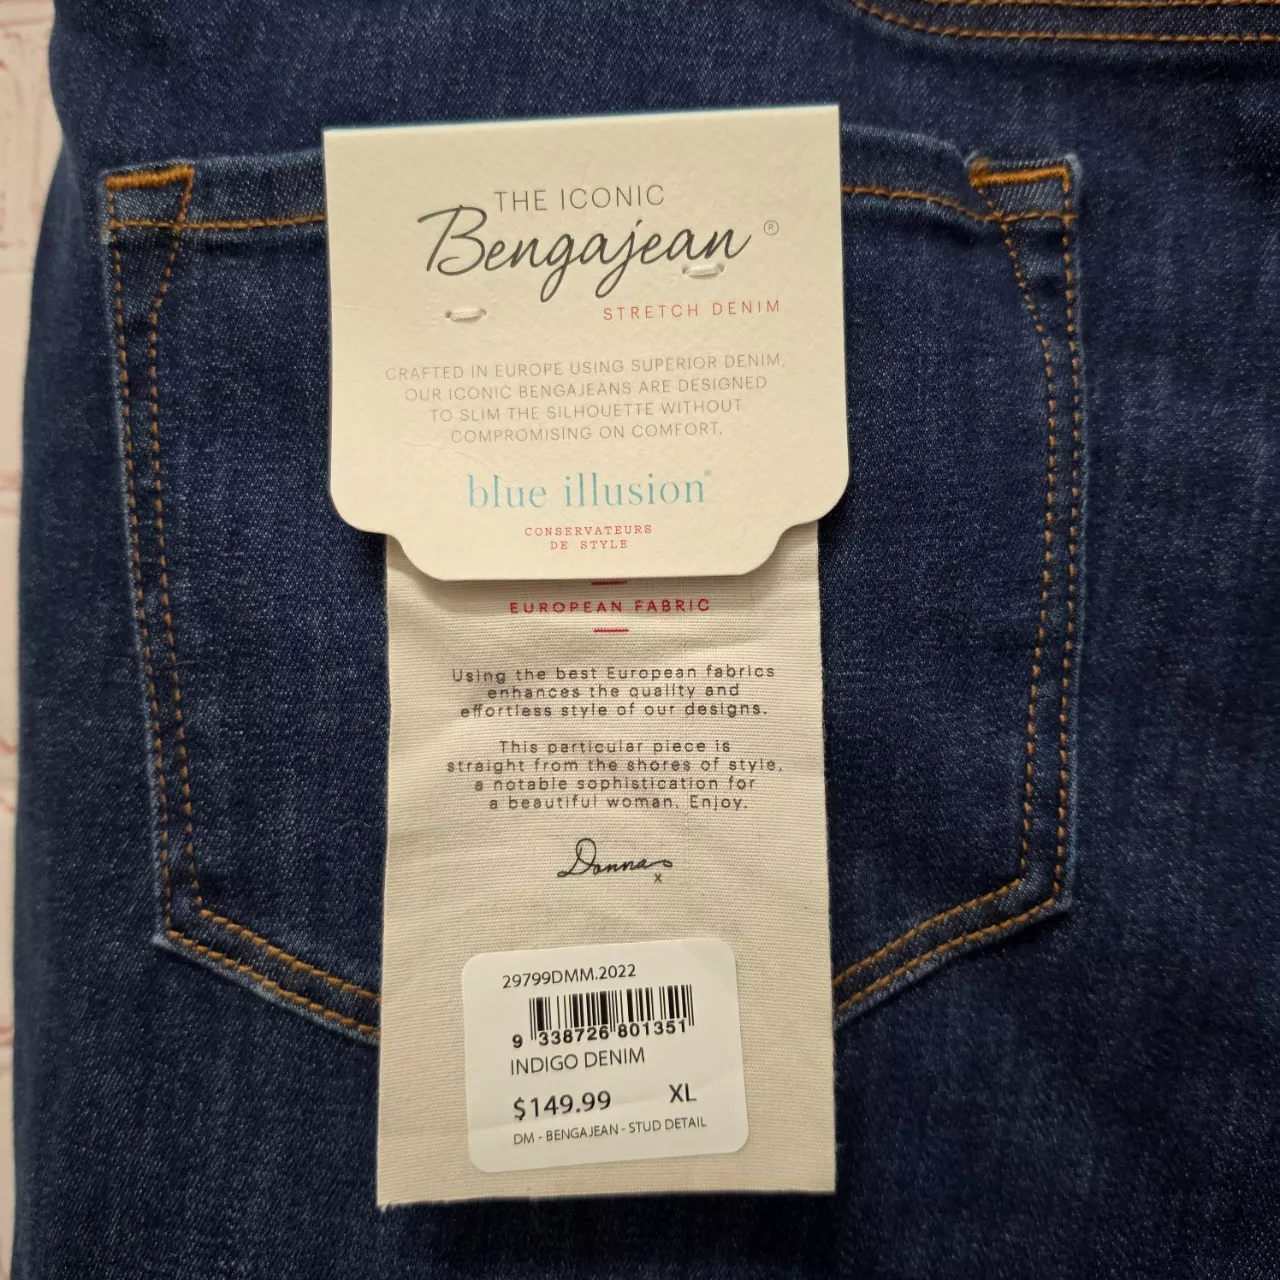 THE ICONIC
Bengajean®
STRETCH DENIM
CRAFTED IN EUROPE USING SUPERIOR DENIM,
OUR ICONIC BENGAJEANS ARE DESIGNED
TO SLIM THE SILHOUETTE WITHOUT
COMPROMISING ON COMFORT.
blue illusion®
CONSERVATEURS
DE STYLE
EUROPEAN FABRIC
Using the best European fabrics
enhances the quality and
effortless style of our designs.
This particular piece is
straight from the shores of style,
a notable sophistication for
a beautiful woman. Enjoy.
Donna
x
29799DMM.2022
9 338726 801351
INDIGO DENIM
$149.99 XL
DM - BENGAJEAN - STUD DETAIL